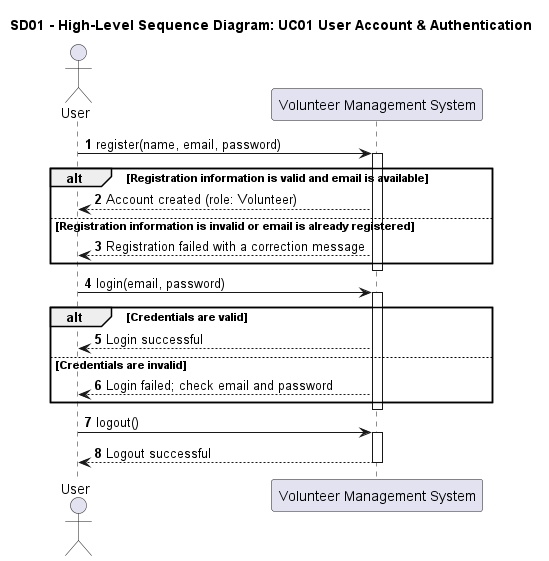 SD01 - High-Level Sequence Diagram: UC01 User Account & Authentication
User
Volunteer Management System
1 register(name, email, password)
alt [Registration information is valid and email is available]
2 Account created (role: Volunteer)
[Registration information is invalid or email is already registered]
3 Registration failed with a correction message
4 login(email, password)
alt [Credentials are valid]
5 Login successful
[Credentials are invalid]
6 Login failed; check email and password
7 logout()
8 Logout successful
User
Volunteer Management System